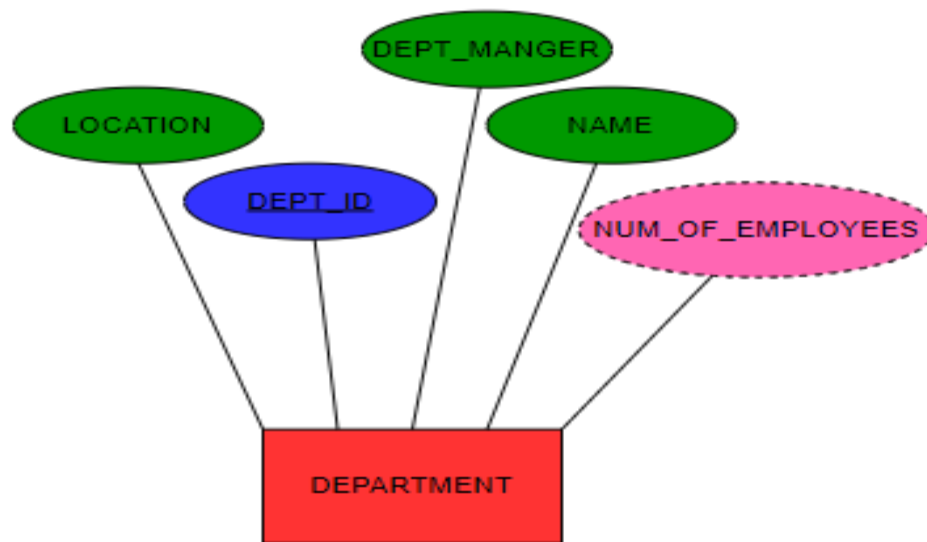 DEPT_MANGER
LOCATION
NAME
DEPT_ID
NUM_OF_EMPLOYEES
DEPARTMENT